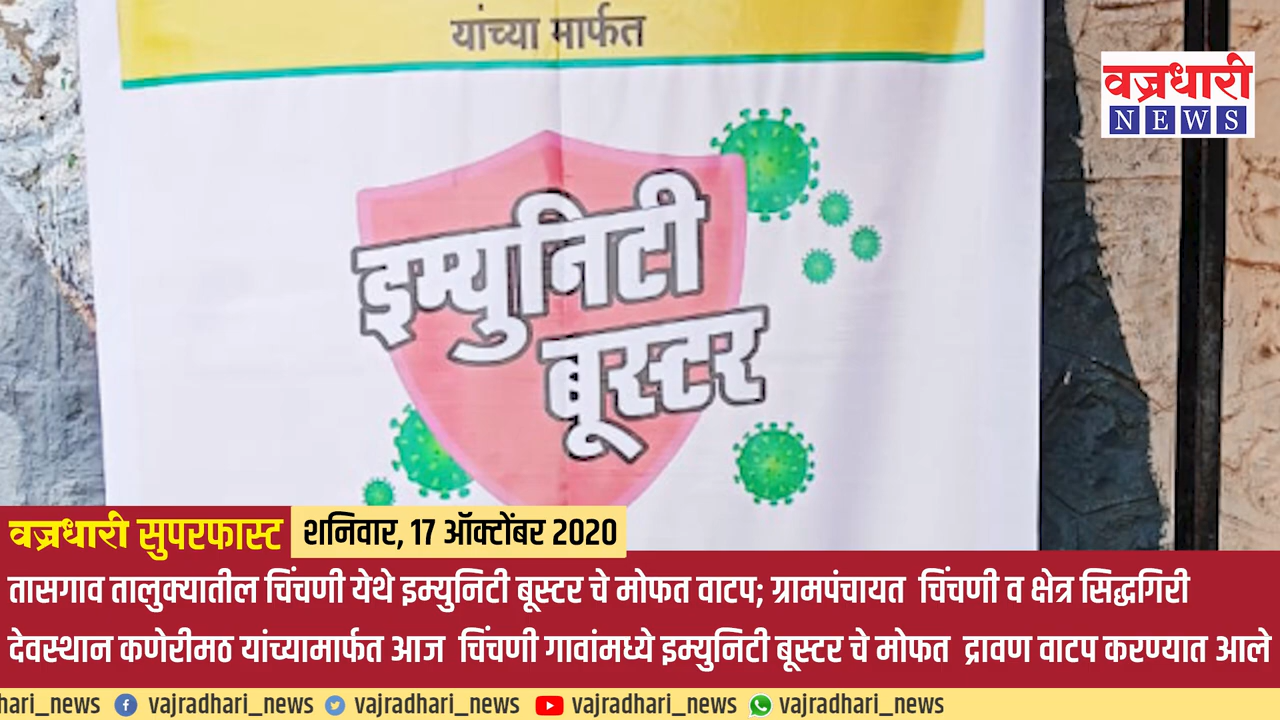 यांच्या मार्फत
वज्रधारी
NEWS
इम्युनिटी
बूस्टर
वज्रधारी सुपरफास्ट
शनिवार, 17 ऑक्टोंबर 2020
तासगाव तालुक्यातील चिंचणी येथे इम्युनिटी बूस्टर चे मोफत वाटप; ग्रामपंचायत चिंचणी व क्षेत्र सिद्धगिरी
देवस्थान कणेरीमठ यांच्यामार्फत आज चिंचणी गावांमध्ये इम्युनिटी बूस्टर चे मोफत द्रावण वाटप करण्यात आले
hari_news vajradhari_news vajradhari_news vajradhari_news vajradhari_news